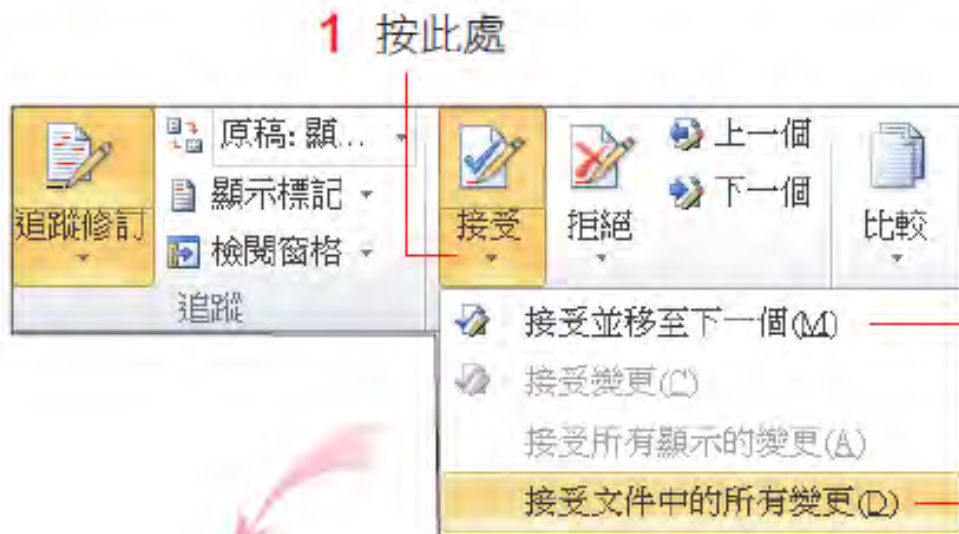 1 按此處
原稿: 顯...
顯示標記
檢閱窗格
追蹤修訂
追蹤
接受
拒絕
上一個
下一個
比較
接受並移至下一個(M)
接受變更(C)
接受所有顯示的變更(A)
接受文件中的所有變更(D)